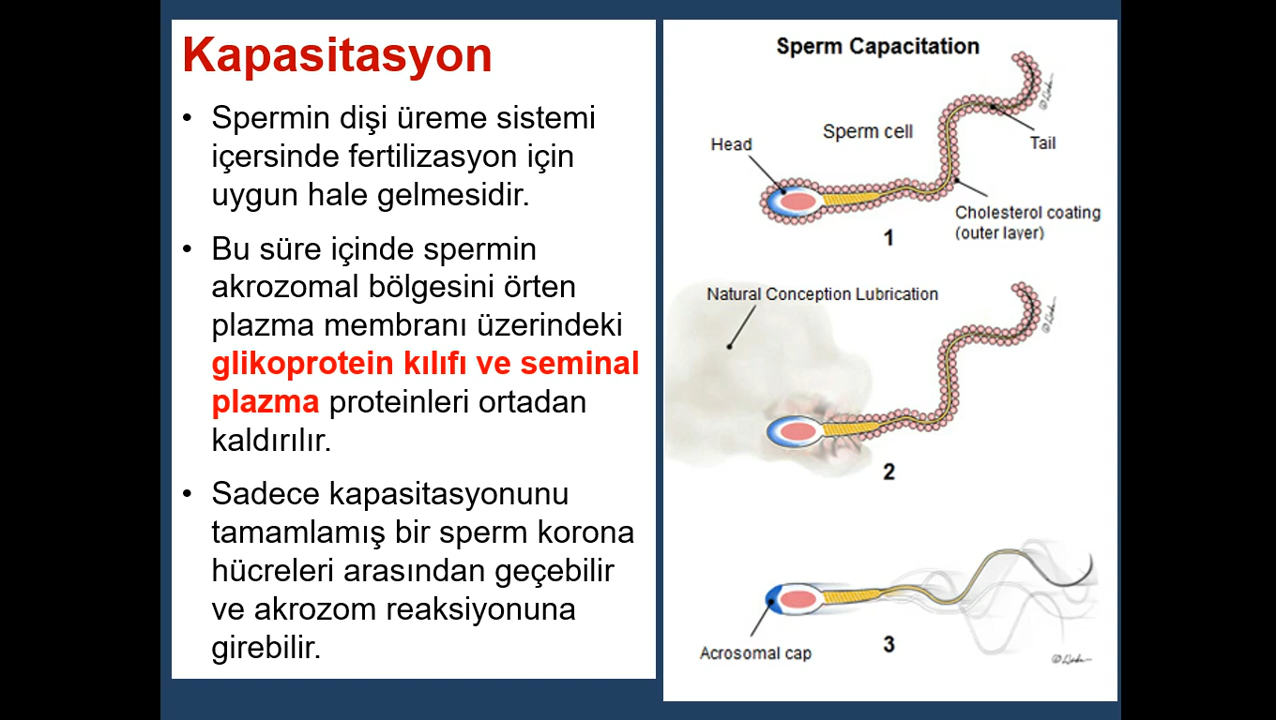 Kapasitasyon
• Spermin dişi üreme sistemi
içersinde fertilizasyon için
uygun hale gelmesidir.
• Bu süre içinde spermin
akrozomal bölgesini örten
plazma membranı üzerindeki
glikoprotein kılıfı ve seminal
plazma proteinleri ortadan
kaldırılır.
• Sadece kapasitasyonunu
tamamlamış bir sperm korona
hücreleri arasından geçebilir
ve akrozom reaksiyonuna
girebilir.
Sperm Capacitation
Sperm cell
Head
Tail
Cholesterol coating
(outer layer)
1
Natural Conception Lubrication
2
Acrosomal cap
3